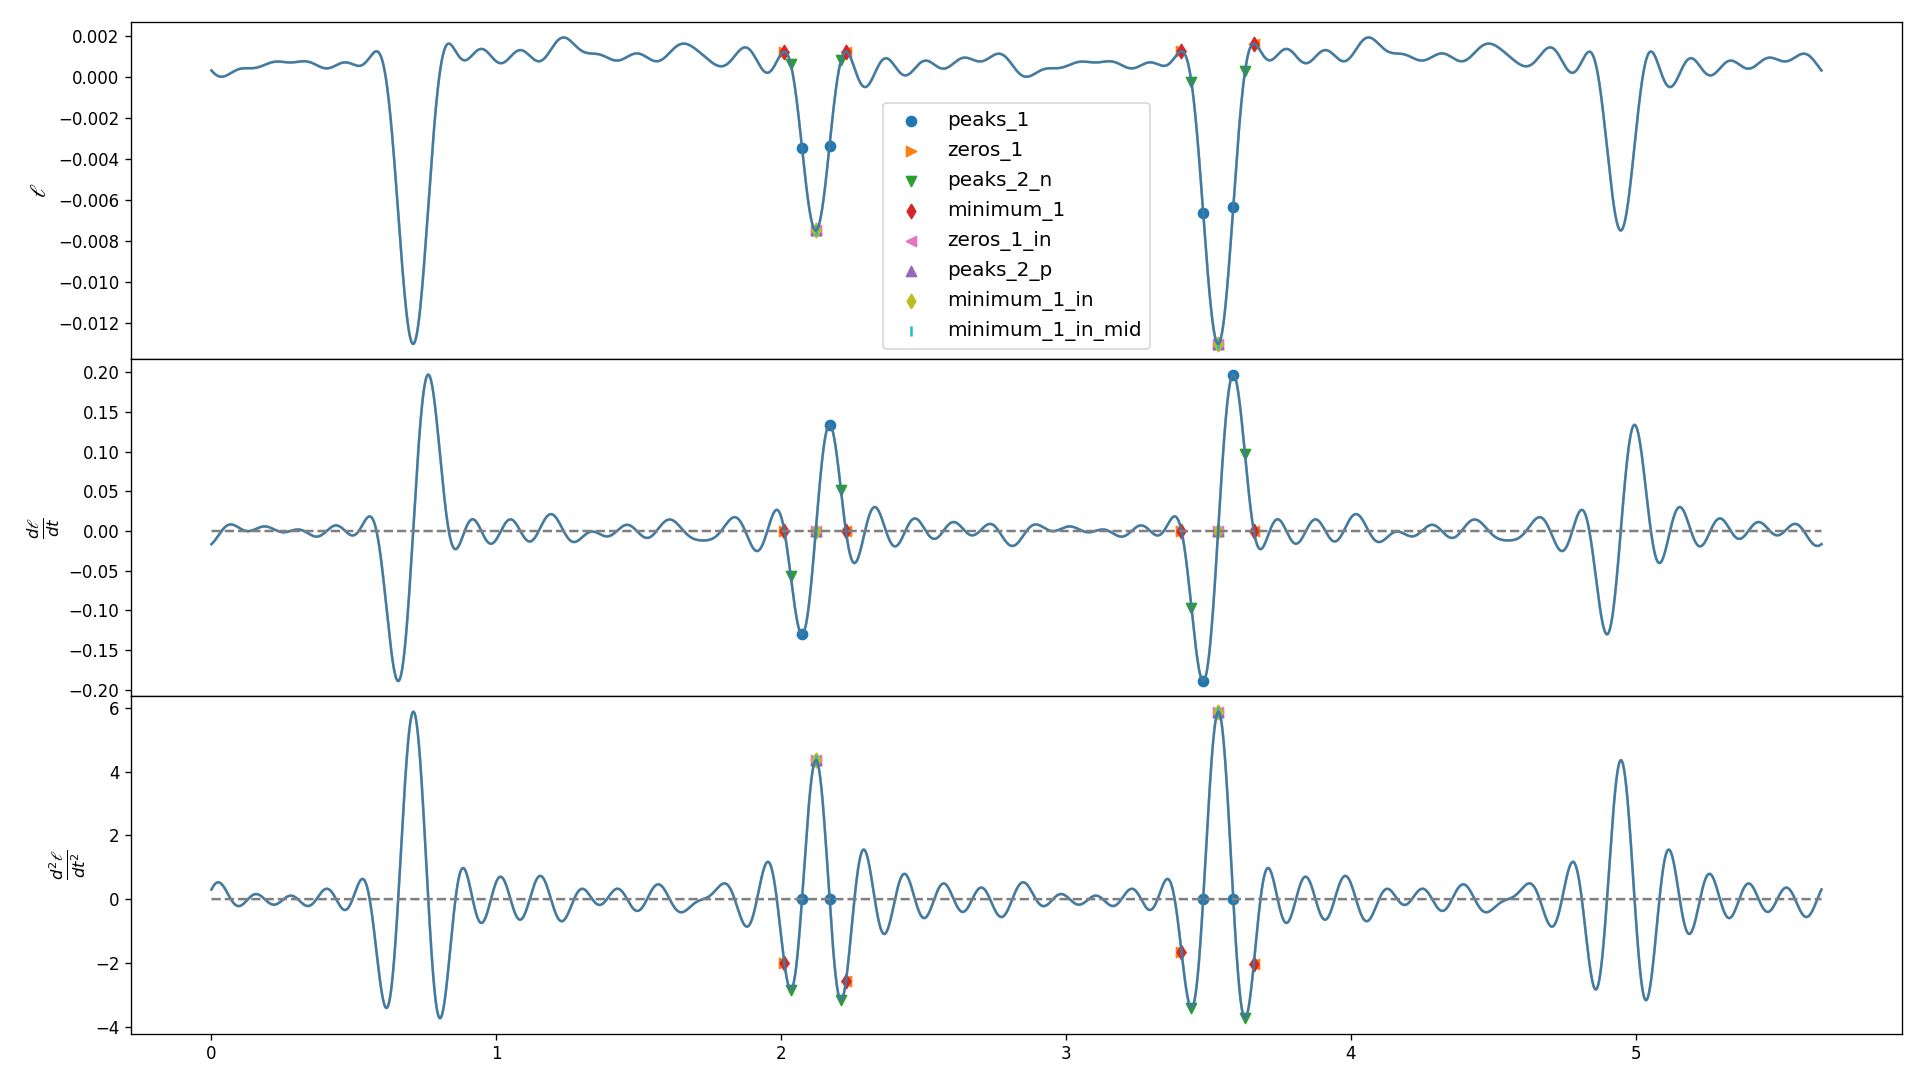 0.002
0.000
−0.002
−0.004
−0.006
−0.008
−0.010
−0.012
ℓ
peaks_1
zeros_1
peaks_2_n
minimum_1
zeros_1_in
peaks_2_p
minimum_1_in
minimum_1_in_mid
0.20
0.15
0.10
0.05
0.00
−0.05
−0.10
−0.15
−0.20
dℓ/dt
6
4
2
0
−2
−4
d²ℓ/dt²
0 1 2 3 4 5